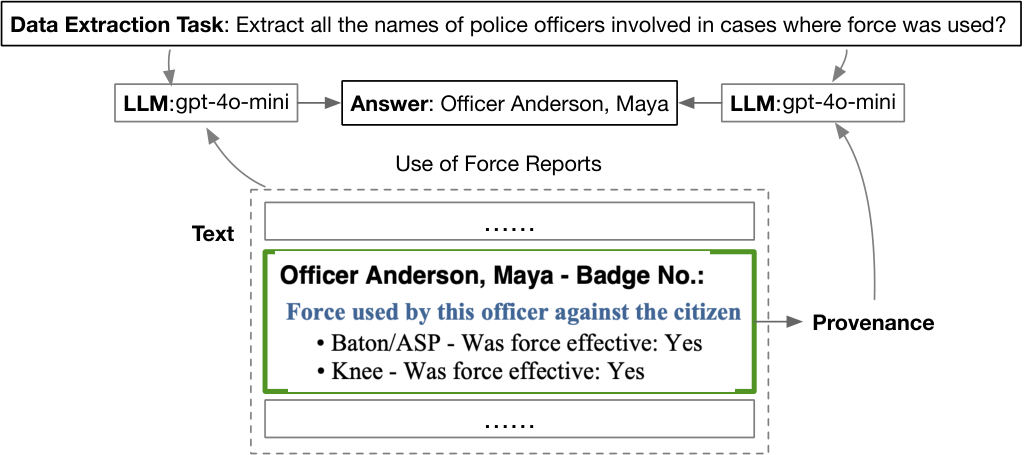 Data Extraction Task: Extract all the names of police officers involved in cases where force was used?
LLM:gpt-4o-mini
Answer: Officer Anderson, Maya
LLM:gpt-4o-mini
Use of Force Reports
Text
......
Officer Anderson, Maya - Badge No.:
Force used by this officer against the citizen
• Baton/ASP - Was force effective: Yes
• Knee - Was force effective: Yes
Provenance
......